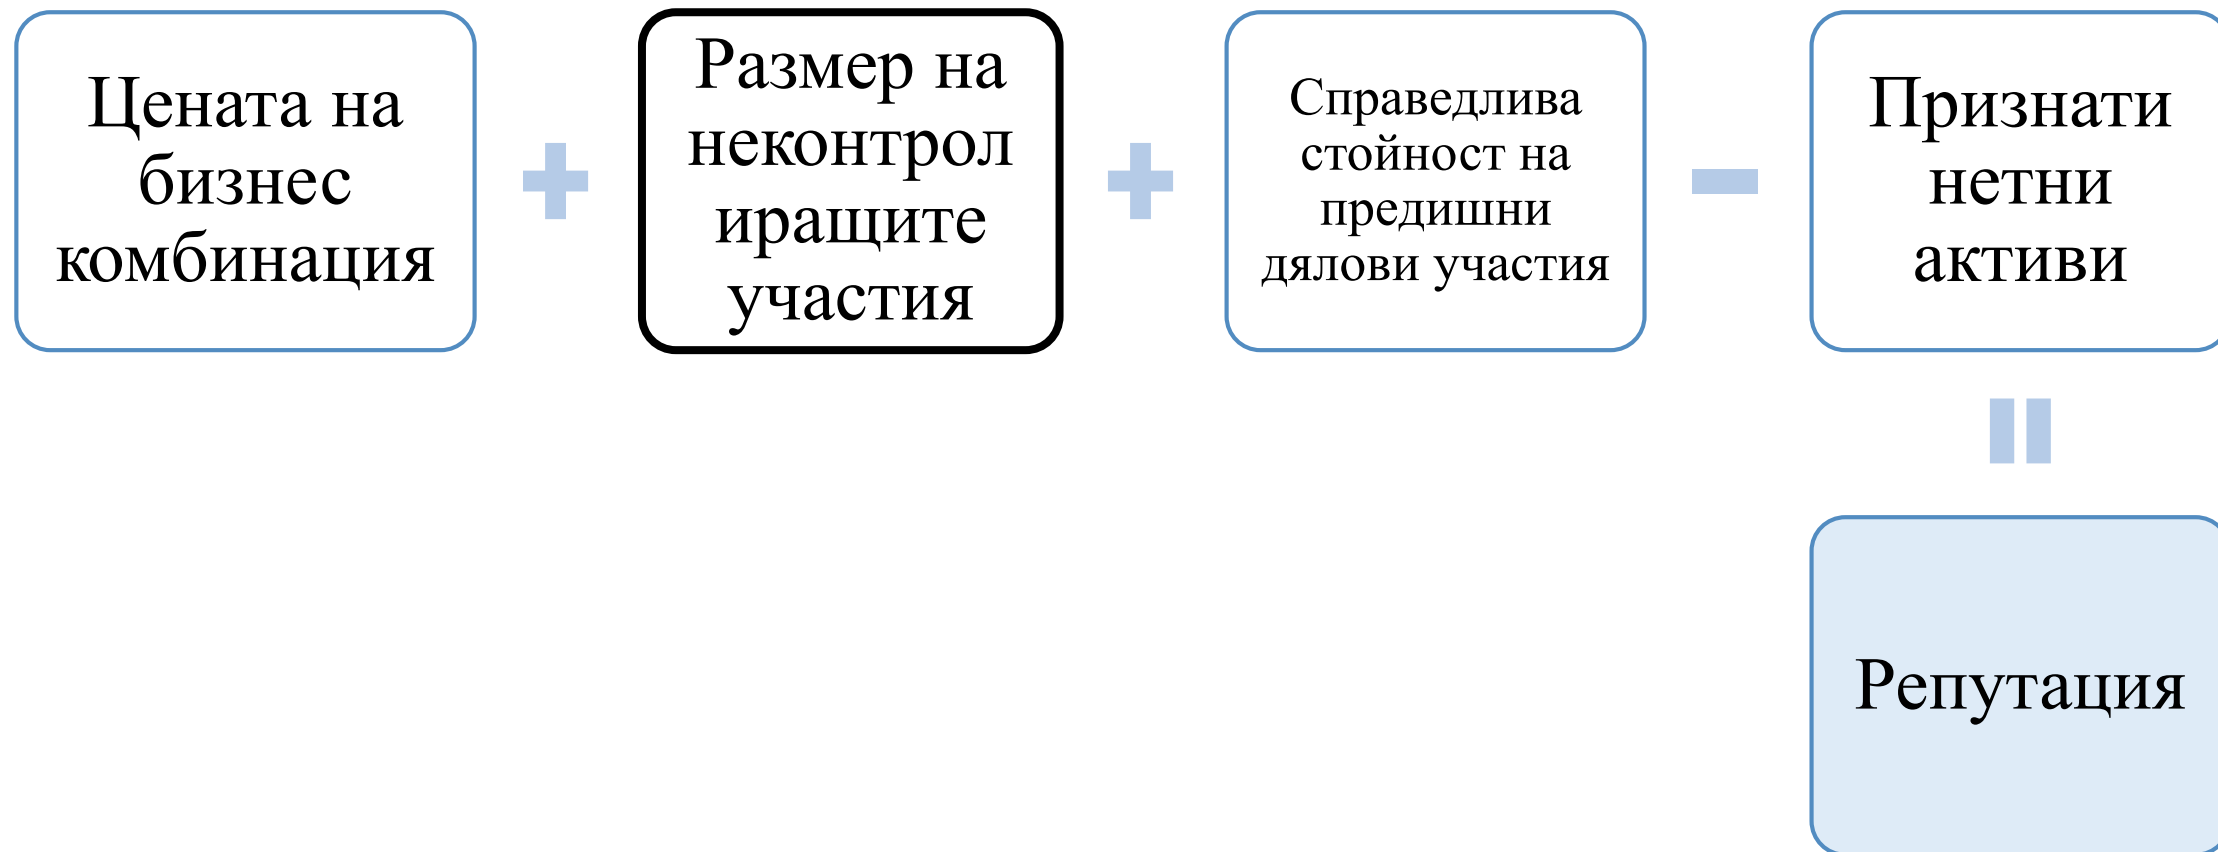 Цената на
бизнес
комбинация
Размер на
неконтрол
иращите
участия
Справедлива
стойност на
предишни
дялови участия
Признати
нетни
активи
Репутация